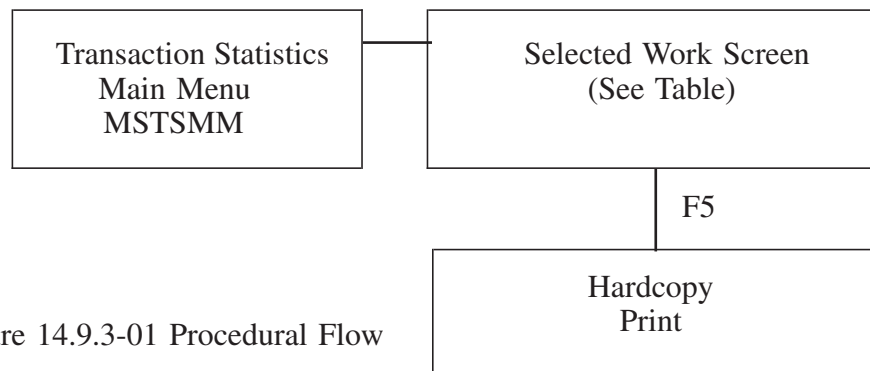 Transaction Statistics
Main Menu
MSTSMM
Selected Work Screen
(See Table)
F5
Hardcopy
Print
14.9.3-01 Procedural Flow